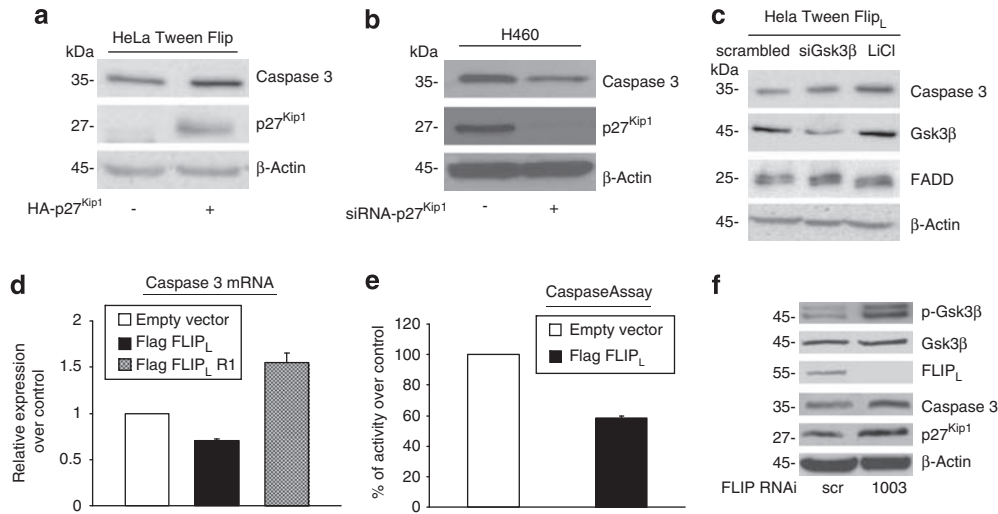 a
HeLa Tween Flip
kDa
35-
Caspase 3
27-
p27Kip1
45-
β-Actin
HA-p27Kip1 - +
b
H460
kDa
35-
Caspase 3
27-
p27Kip1
45-
β-Actin
siRNA-p27Kip1 - +
c
Hela Tween FlipL
scrambled siGsk3β LiCl
kDa
35-
Caspase 3
45-
Gsk3β
25-
FADD
45-
β-Actin
d
Caspase 3 mRNA
Empty vector
Flag FLIPL
Flag FLIPL R1
Relative expression
over control
2
1.5
1
0.5
0
e
CaspaseAssay
Empty vector
Flag FLIPL
% of activity over control
120
100
80
60
40
20
0
f
45-
p-Gsk3β
45-
Gsk3β
55-
FLIPL
35-
Caspase 3
27-
p27Kip1
45-
β-Actin
FLIP RNAi scr 1003